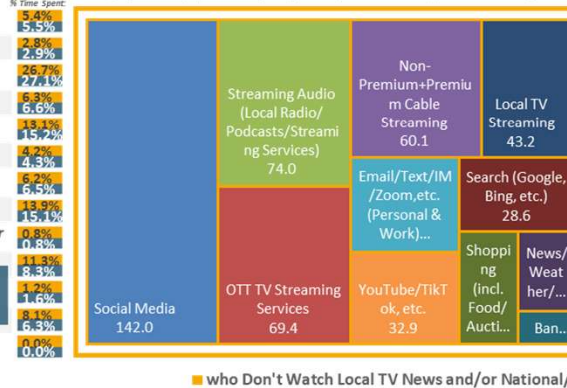 % Time Spent:
5.4%
5.5%
2.8%
2.9%
26.7%
27.1%
6.3%
6.6%
13.1%
15.2%
4.2%
4.3%
6.2%
6.5%
13.9%
15.1%
0.8%
0.8%
11.3%
8.3%
1.2%
1.6%
8.1%
6.3%
0.0%
0.0%
Social Media
142.0
Streaming Audio
(Local Radio/
Podcasts/Streami
ng Services)
74.0
OTT TV Streaming
Services
69.4
Non-
Premium+Premiu
m Cable
Streaming
60.1
Local TV
Streaming
43.2
Email/Text/IM
/Zoom,etc.
(Personal &
Work)...
Search (Google,
Bing, etc.)
28.6
YouTube/TikT
ok, etc.
32.9
Shoppi
ng
(incl.
Food/
Aucti...
News/
Weat
her/...
Ban...
who Don't Watch Local TV News and/or National/